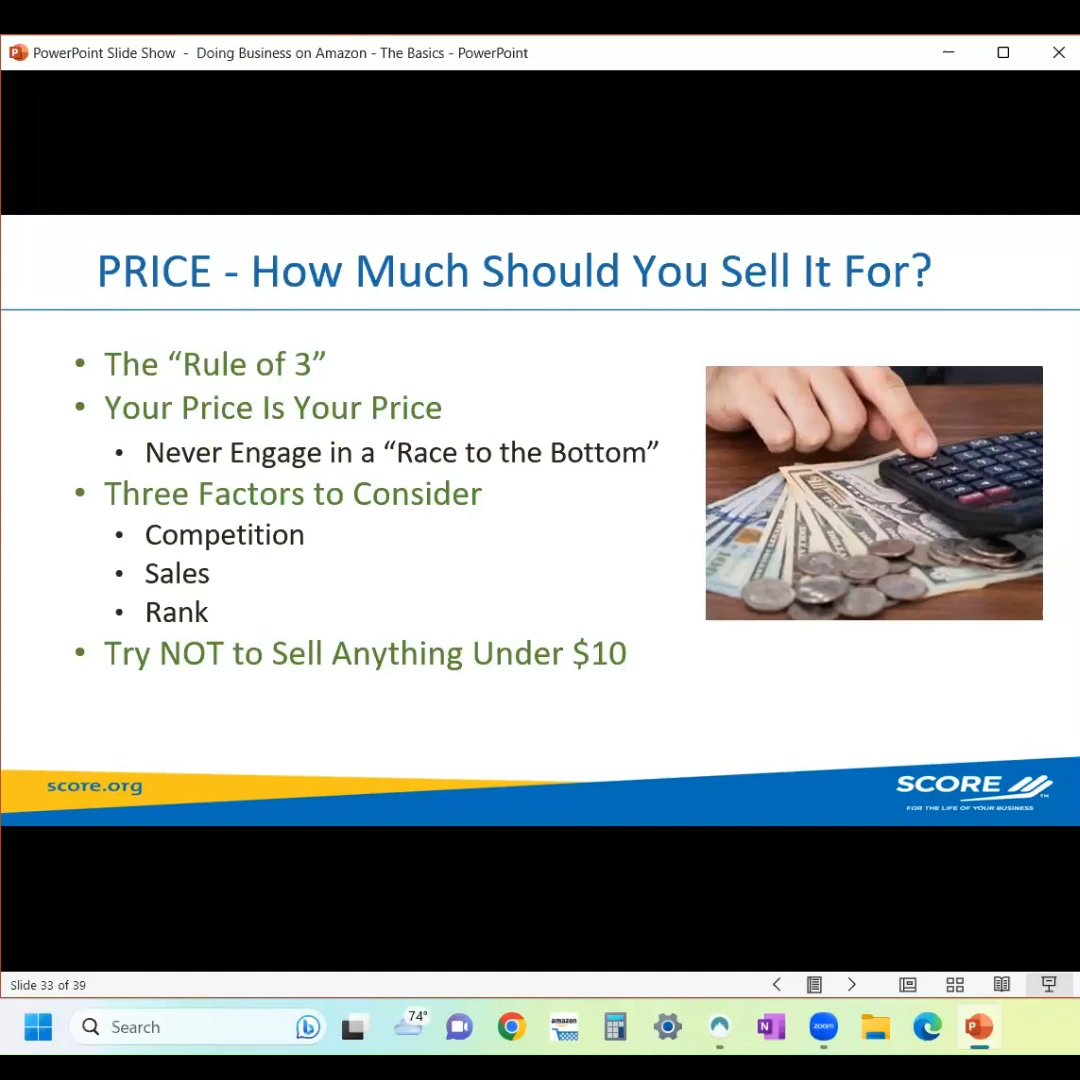 PowerPoint Slide Show - Doing Business on Amazon - The Basics - PowerPoint
PRICE - How Much Should You Sell It For?
• The “Rule of 3”
• Your Price Is Your Price
• Never Engage in a “Race to the Bottom”
• Three Factors to Consider
• Competition
• Sales
• Rank
• Try NOT to Sell Anything Under $10
score.org
SCORE
FOR THE LIFE OF YOUR BUSINESS
Slide 33 of 39
Search
74°
amazon
N
zoom
P